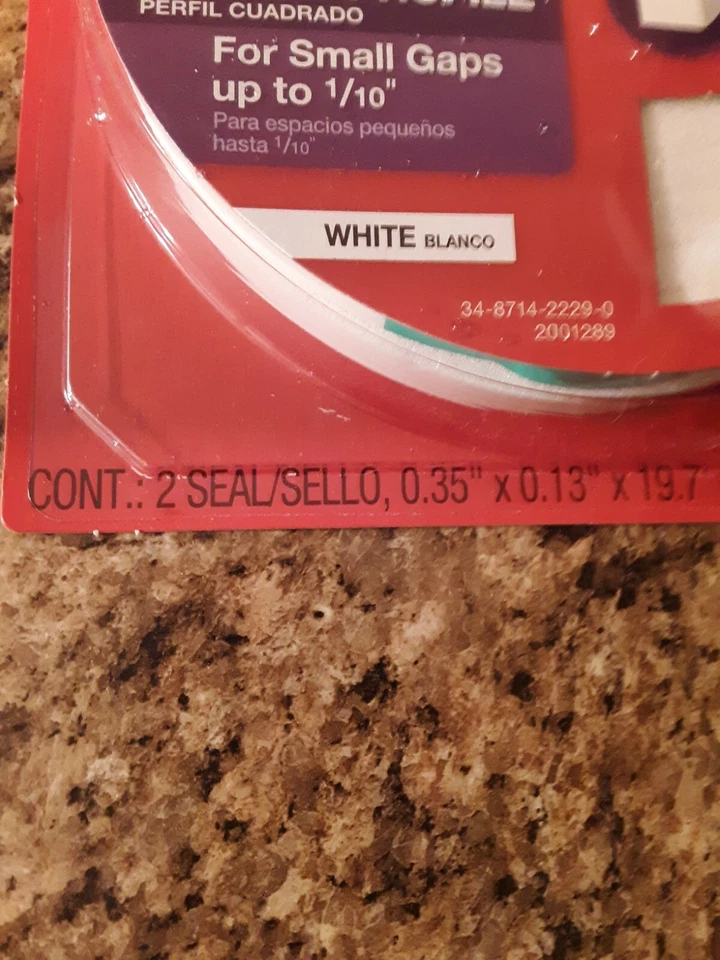 PERFIL CUADRADO
For Small Gaps
up to 1/10"
Para espacios pequeños
hasta 1/10"
WHITE BLANCO
34-8714-2229-0
2001289
CONT.: 2 SEAL/SELLO, 0.35" x 0.13" x 19.7